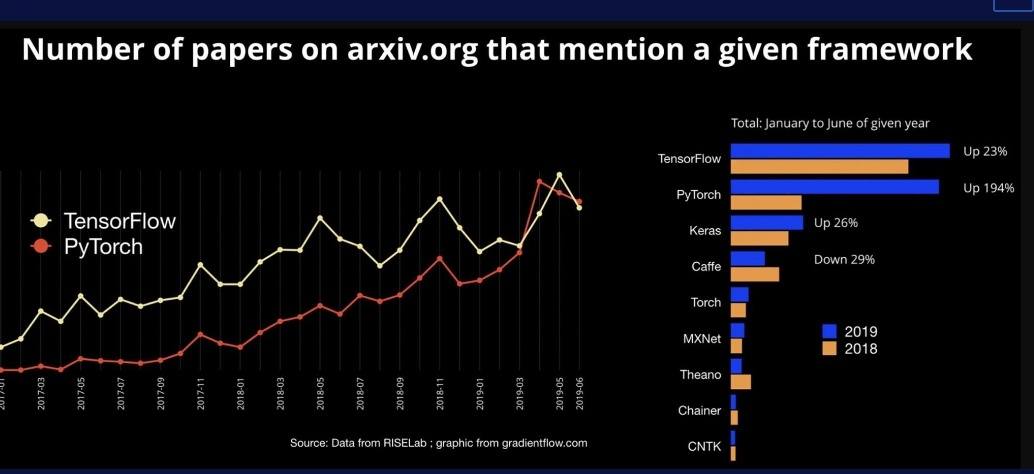 Number of papers on arxiv.org that mention a given framework
Total: January to June of given year
TensorFlow
PyTorch
2017-01
2017-03
2017-05
2017-07
2017-09
2017-11
2018-01
2018-03
2018-05
2018-07
2018-09
2018-11
2019-01
2019-03
2019-05
2019-06
TensorFlow Up 23%
PyTorch Up 194%
Keras Up 26%
Caffe Down 29%
Torch
MXNet
Theano
Chainer
CNTK
2019
2018
Source: Data from RISELab ; graphic from gradientflow.com